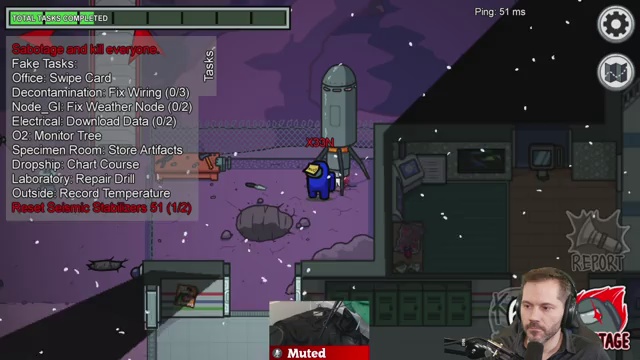 TOTAL TASKS COMPLETED
Ping: 51 ms
Sabotage and kill everyone.
Fake Tasks:
Office: Swipe Card
Decontamination: Fix Wiring (0/3)
Node_GI: Fix Weather Node (0/2)
Electrical: Download Data (0/2)
O2: Monitor Tree
Specimen Room: Store Artifacts
Dropship: Chart Course
Laboratory: Repair Drill
Outside: Record Temperature
Reset Seismic Stabilizers 51 (1/2)
Tasks
REPORT
Muted